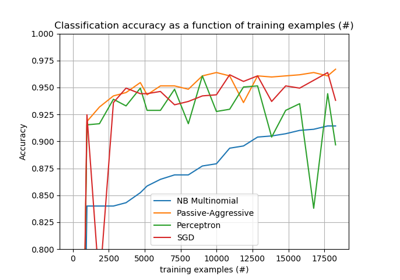 Classification accuracy as a function of training examples (#)
1.000
0.975
0.950
0.925
0.900
0.875
0.850
0.825
0.800
Accuracy
NB Multinomial
Passive-Aggressive
Perceptron
SGD
0 2500 5000 7500 10000 12500 15000 17500
training examples (#)